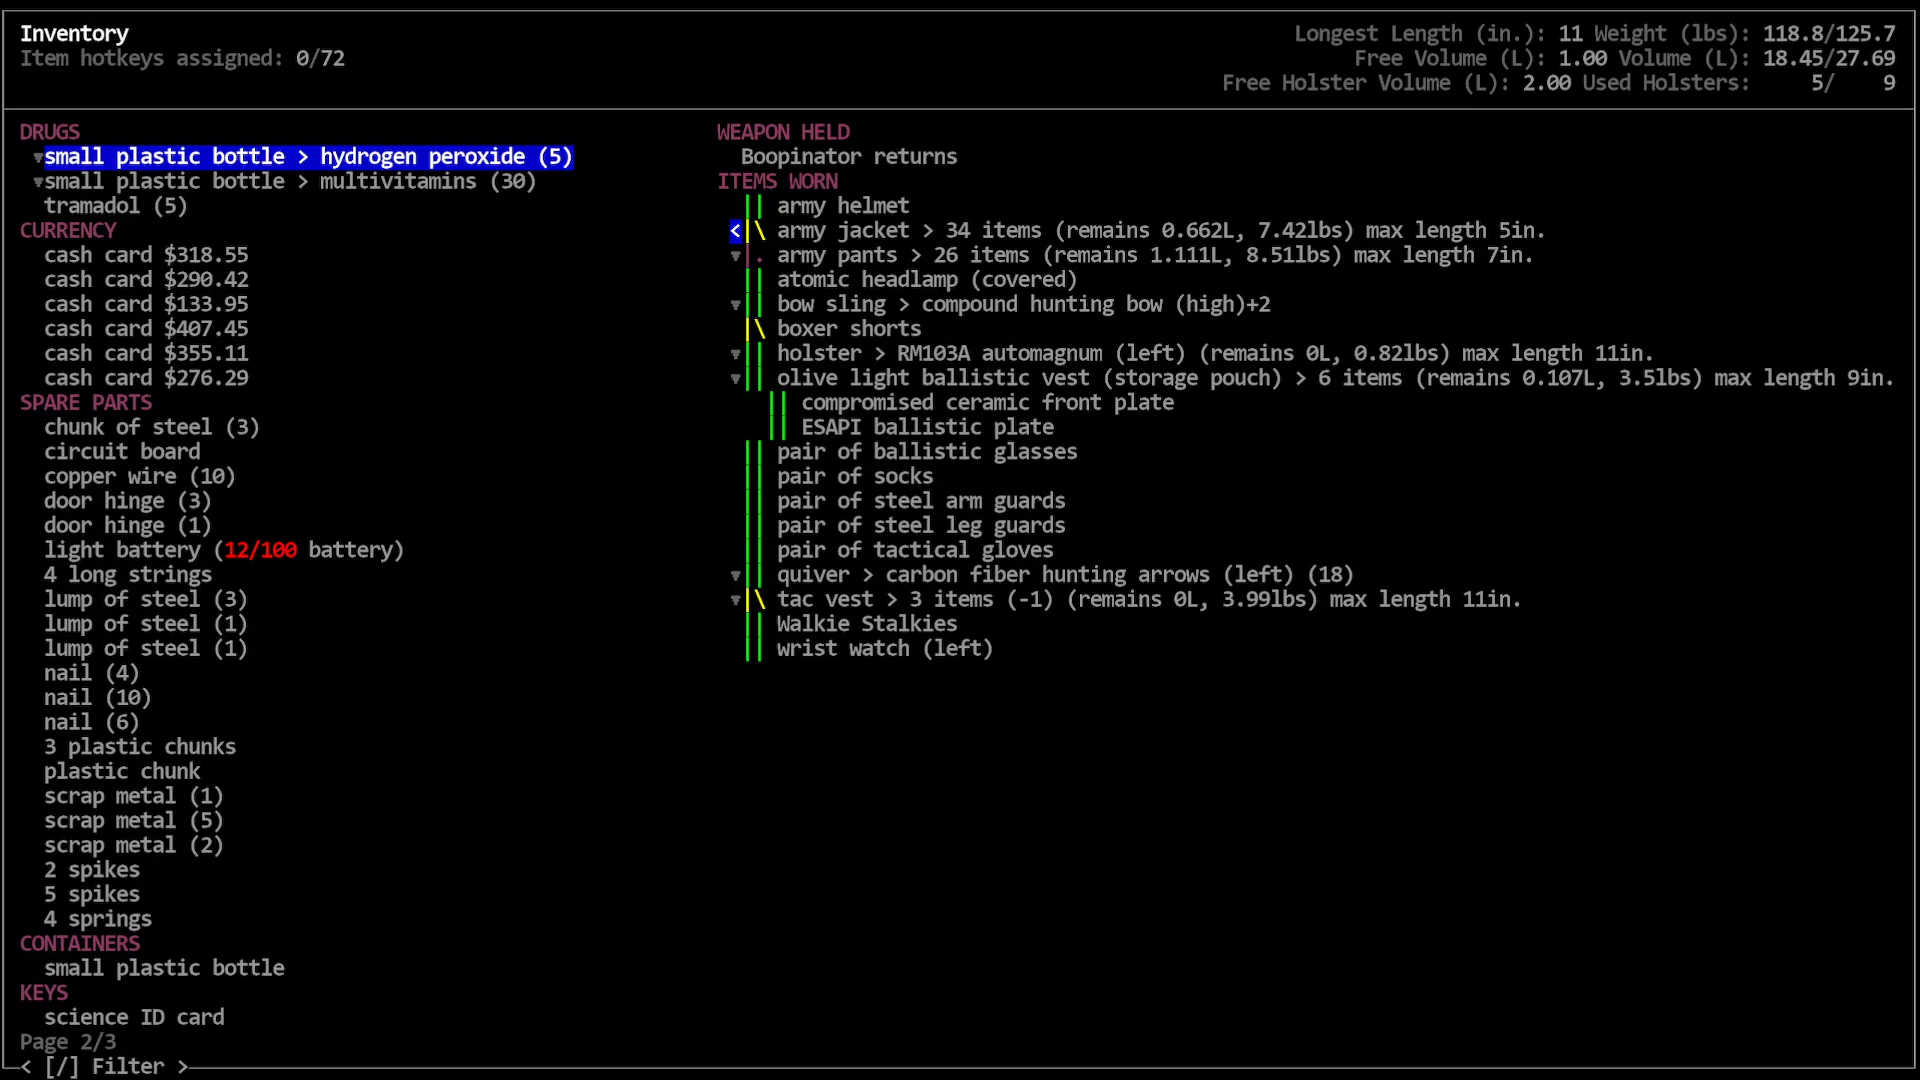 Inventory
Item hotkeys assigned: 0/72
Longest Length (in.): 11 Weight (lbs): 118.8/125.7
Free Volume (L): 1.00 Volume (L): 18.45/27.69
Free Holster Volume (L): 2.00 Used Holsters: 5/ 9
DRUGS
small plastic bottle > hydrogen peroxide (5)
small plastic bottle > multivitamins (30)
tramadol (5)
CURRENCY
cash card $318.55
cash card $290.42
cash card $133.95
cash card $407.45
cash card $355.11
cash card $276.29
SPARE PARTS
chunk of steel (3)
circuit board
copper wire (10)
door hinge (3)
door hinge (1)
light battery (12/100 battery)
4 long strings
lump of steel (3)
lump of steel (1)
lump of steel (1)
nail (4)
nail (10)
nail (6)
3 plastic chunks
plastic chunk
scrap metal (1)
scrap metal (5)
scrap metal (2)
2 spikes
5 spikes
4 springs
CONTAINERS
small plastic bottle
KEYS
science ID card
Page 2/3
< [/] Filter >
WEAPON HELD
Boopinator returns
ITEMS WORN
|| army helmet
< |\ army jacket > 34 items (remains 0.662L, 7.42lbs) max length 5in.
|. army pants > 26 items (remains 1.111L, 8.51lbs) max length 7in.
|| atomic headlamp (covered)
|| bow sling > compound hunting bow (high)+2
|\ boxer shorts
|| holster > RM103A automagnum (left) (remains 0L, 0.82lbs) max length 11in.
|| olive light ballistic vest (storage pouch) > 6 items (remains 0.107L, 3.5lbs) max length 9in.
|| compromised ceramic front plate
|| ESAPI ballistic plate
|| pair of ballistic glasses
|| pair of socks
|| pair of steel arm guards
|| pair of steel leg guards
|| pair of tactical gloves
|| quiver > carbon fiber hunting arrows (left) (18)
|\ tac vest > 3 items (-1) (remains 0L, 3.99lbs) max length 11in.
|| Walkie Stalkies
|| wrist watch (left)